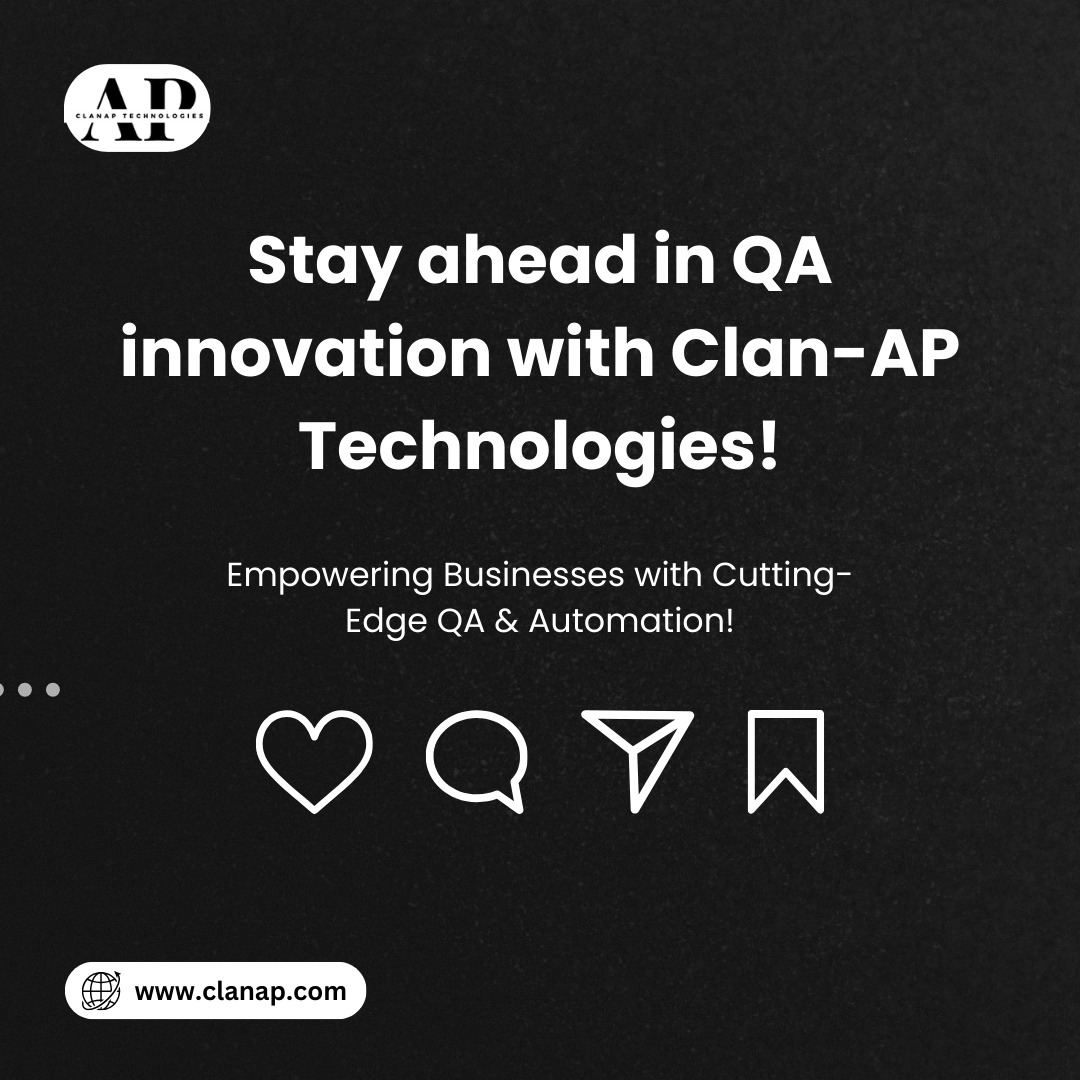 AP
CLANAP TECHNOLOGIES
Stay ahead in QA
innovation with Clan-AP
Technologies!
Empowering Businesses with Cutting-
Edge QA & Automation!
www.clanap.com